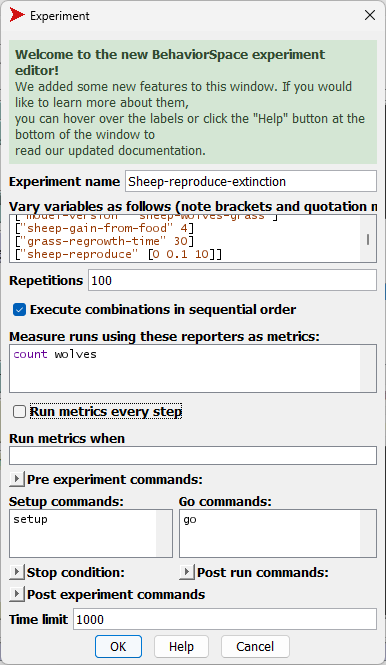 Experiment
Welcome to the new BehaviorSpace experiment
editor!
We added some new features to this window. If you would
like to learn more about them,
you can hover over the labels or click the "Help" button at the
bottom of the window to
read our updated documentation.
Experiment name Sheep-reproduce-extinction
Vary variables as follows (note brackets and quotation m
["model-version" "sheep-wolves-grass"]
["sheep-gain-from-food" 4]
["grass-regrowth-time" 30]
["sheep-reproduce" [0 0.1 10]]
Repetitions 100
Execute combinations in sequential order
Measure runs using these reporters as metrics:
count wolves
Run metrics every step
Run metrics when
Pre experiment commands:
Setup commands: Go commands:
setup go
Stop condition: Post run commands:
Post experiment commands
Time limit 1000
OK Help Cancel